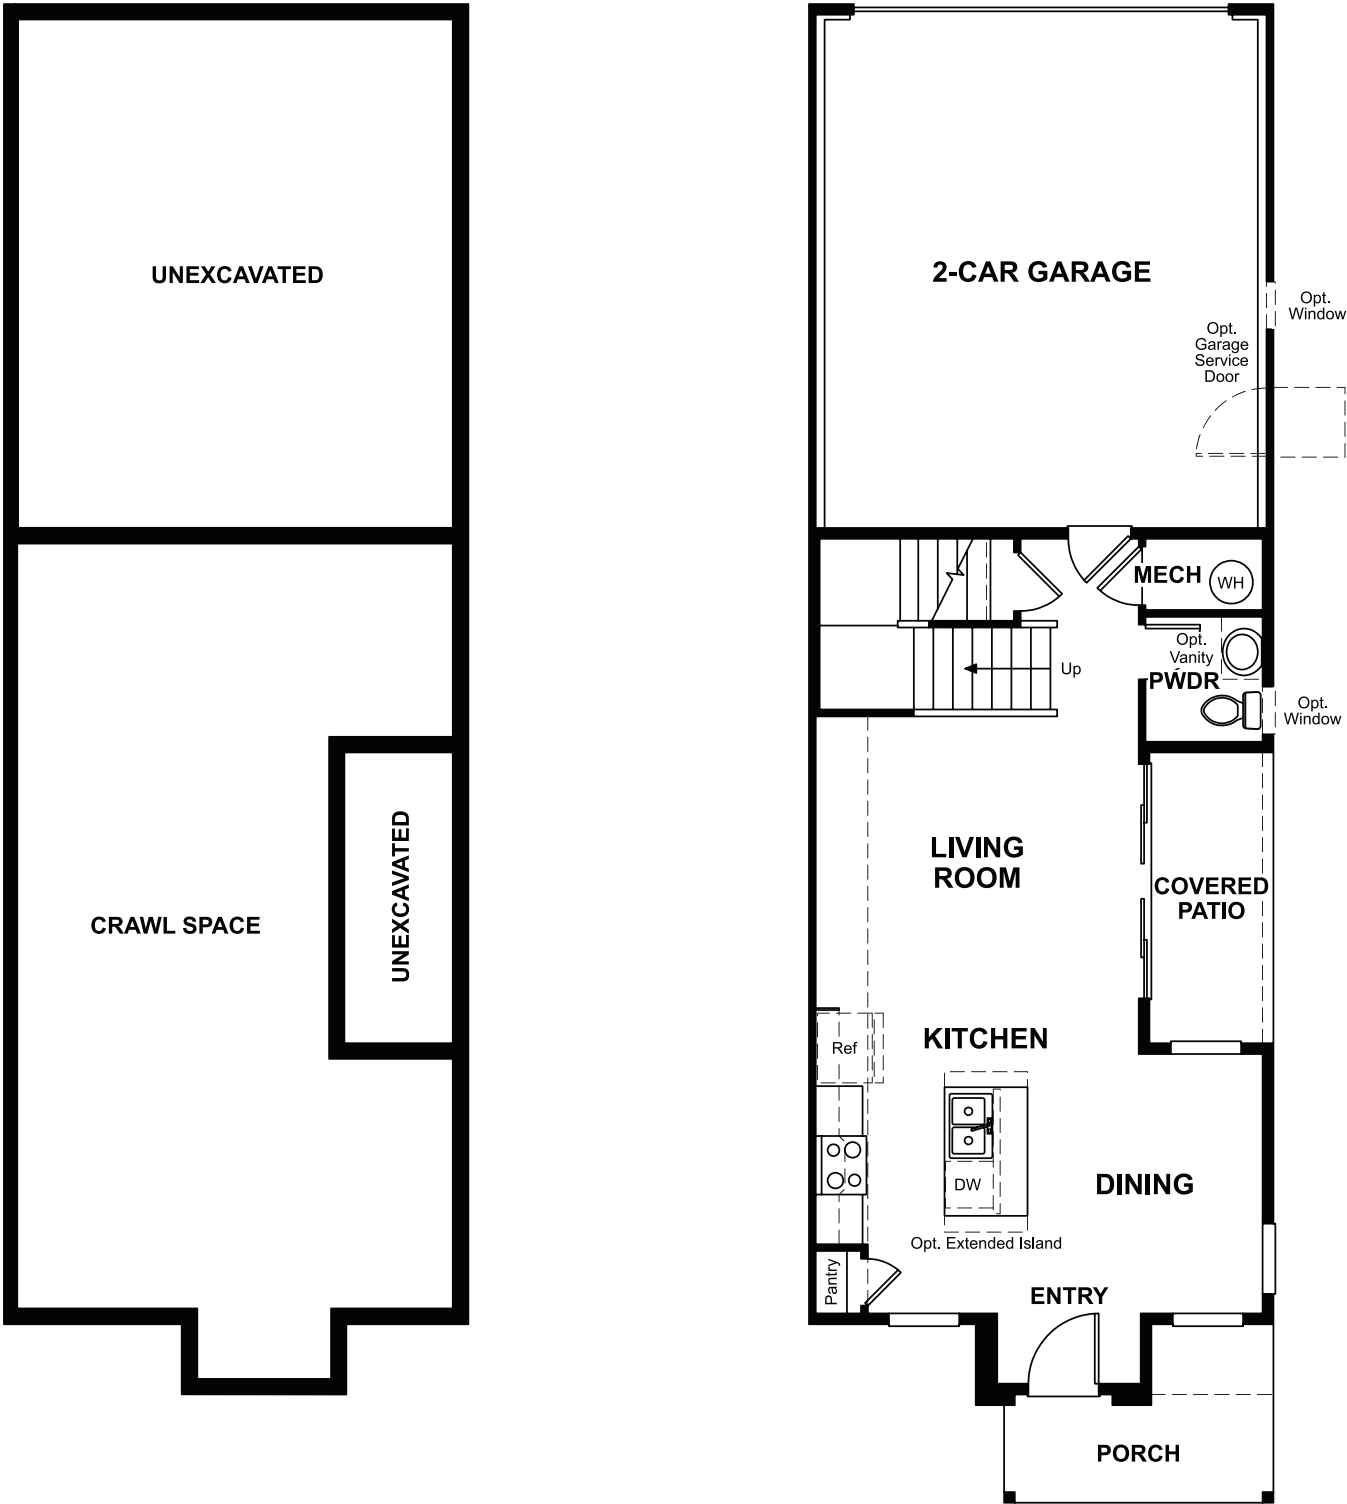 UNEXCAVATED
CRAWL SPACE
UNEXCAVATED
2-CAR GARAGE
Opt.
Window
Opt.
Garage
Service
Door
MECH
WH
Opt.
Vanity
PWDR
Up
Opt.
Window
LIVING
ROOM
COVERED
PATIO
KITCHEN
Ref
DW
DINING
Opt. Extended Island
Pantry
ENTRY
PORCH